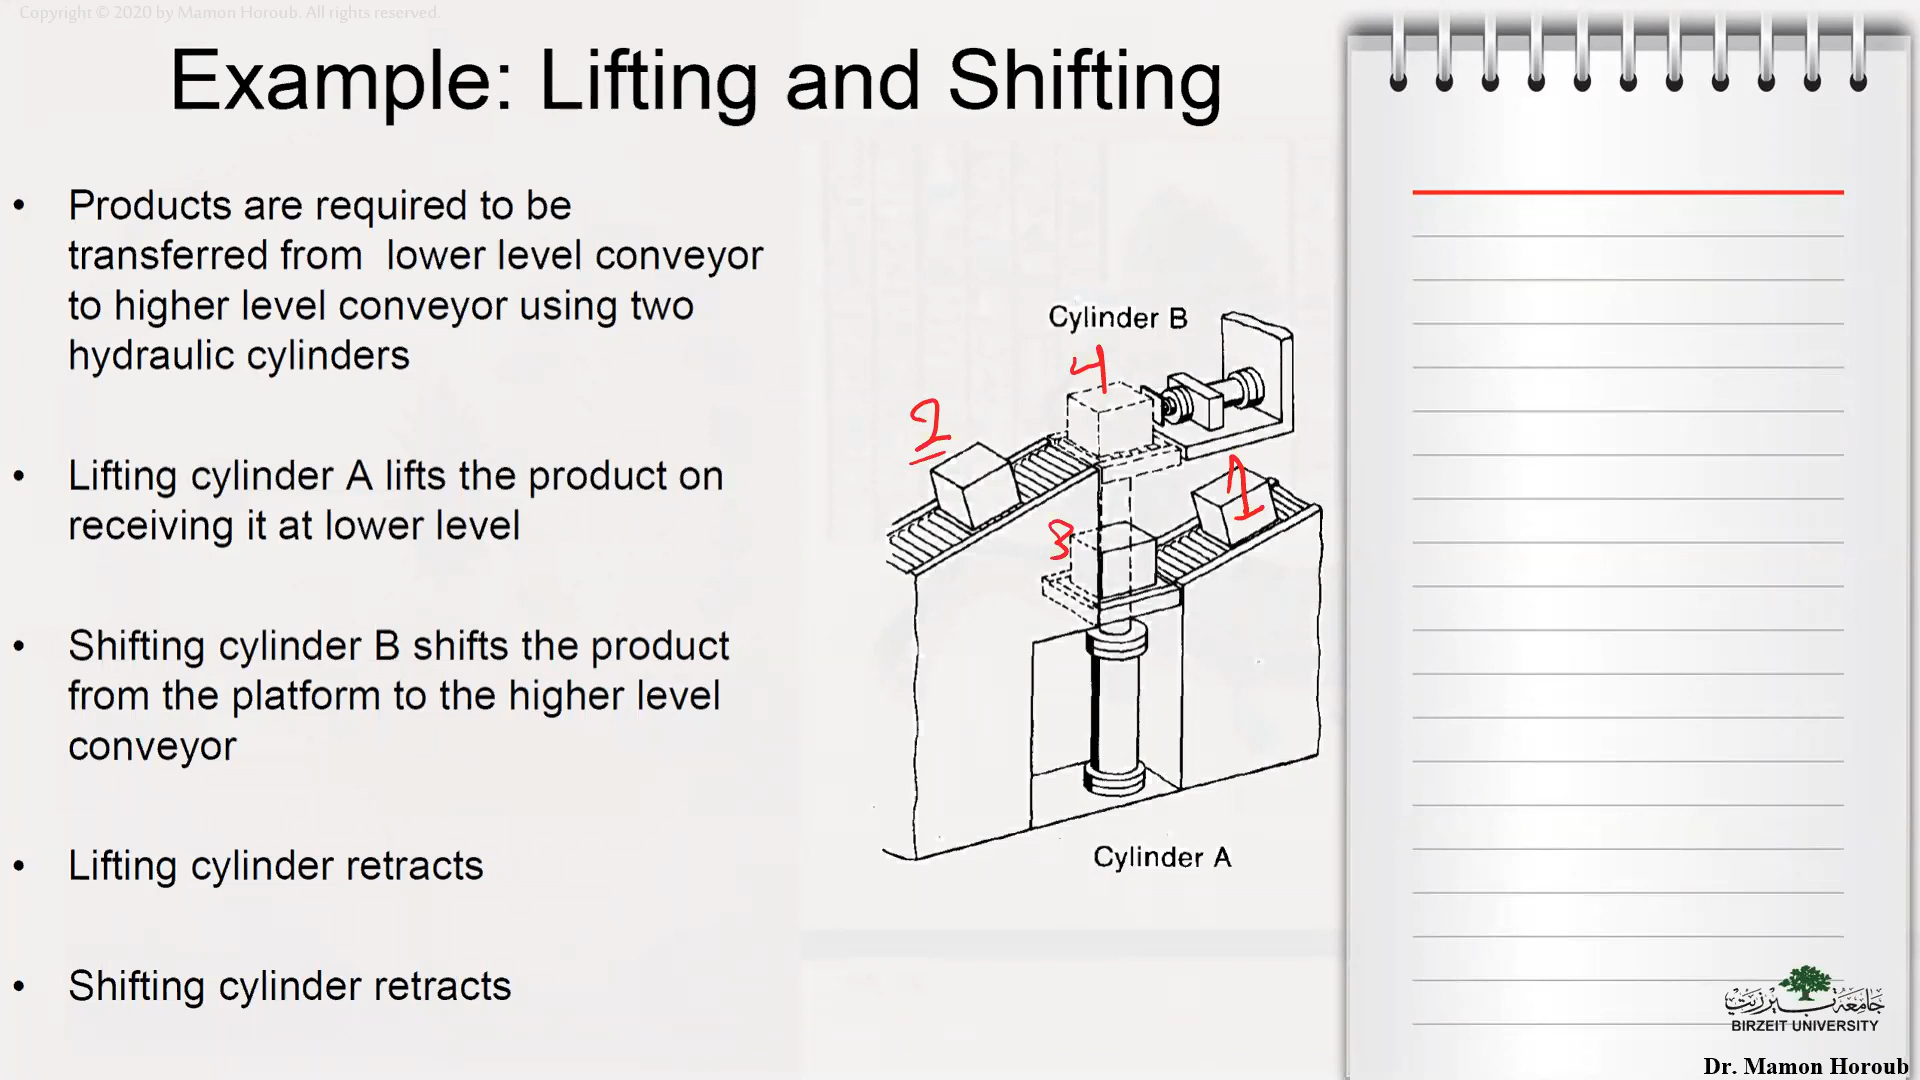 Copyright © 2020 by Mamon Horoub. All rights reserved.
Example: Lifting and Shifting
• Products are required to be
transferred from lower level conveyor
to higher level conveyor using two
hydraulic cylinders
• Lifting cylinder A lifts the product on
receiving it at lower level
• Shifting cylinder B shifts the product
from the platform to the higher level
conveyor
• Lifting cylinder retracts
• Shifting cylinder retracts
Cylinder B
4
2
1
3
Cylinder A
جامعة بيرزيت
BIRZEIT UNIVERSITY
Dr. Mamon Horoub